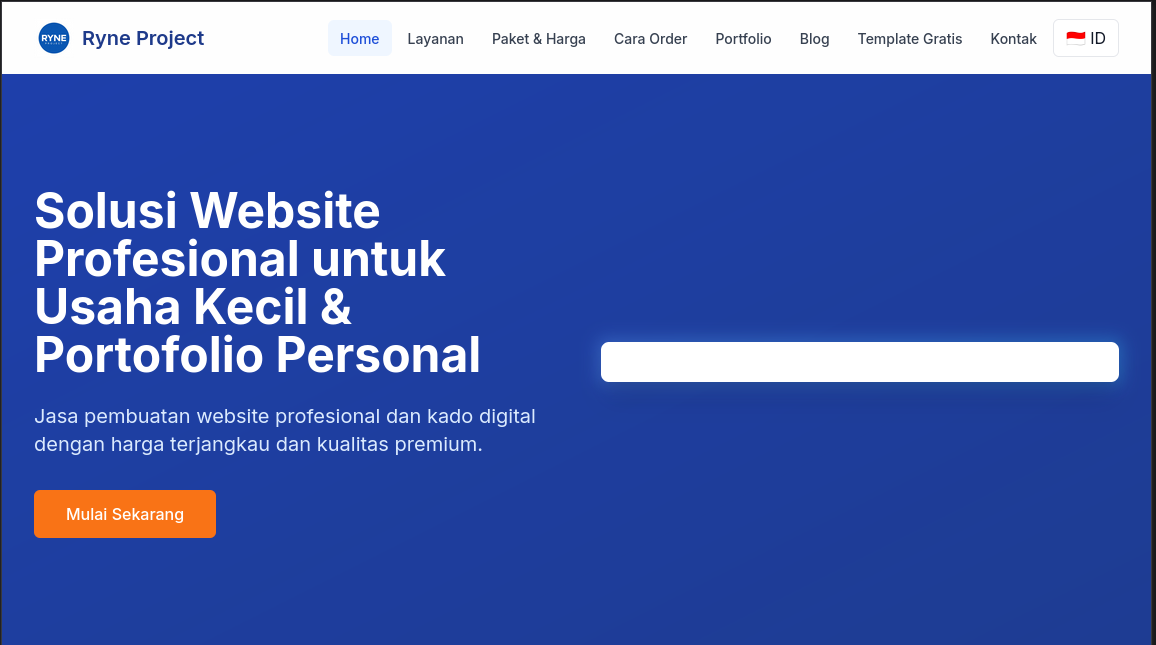 RYNE
PROJECT
Ryne Project
Home
Layanan
Paket & Harga
Cara Order
Portfolio
Blog
Template Gratis
Kontak
ID
Solusi Website
Profesional untuk
Usaha Kecil &
Portofolio Personal
Jasa pembuatan website profesional dan kado digital
dengan harga terjangkau dan kualitas premium.
Mulai Sekarang